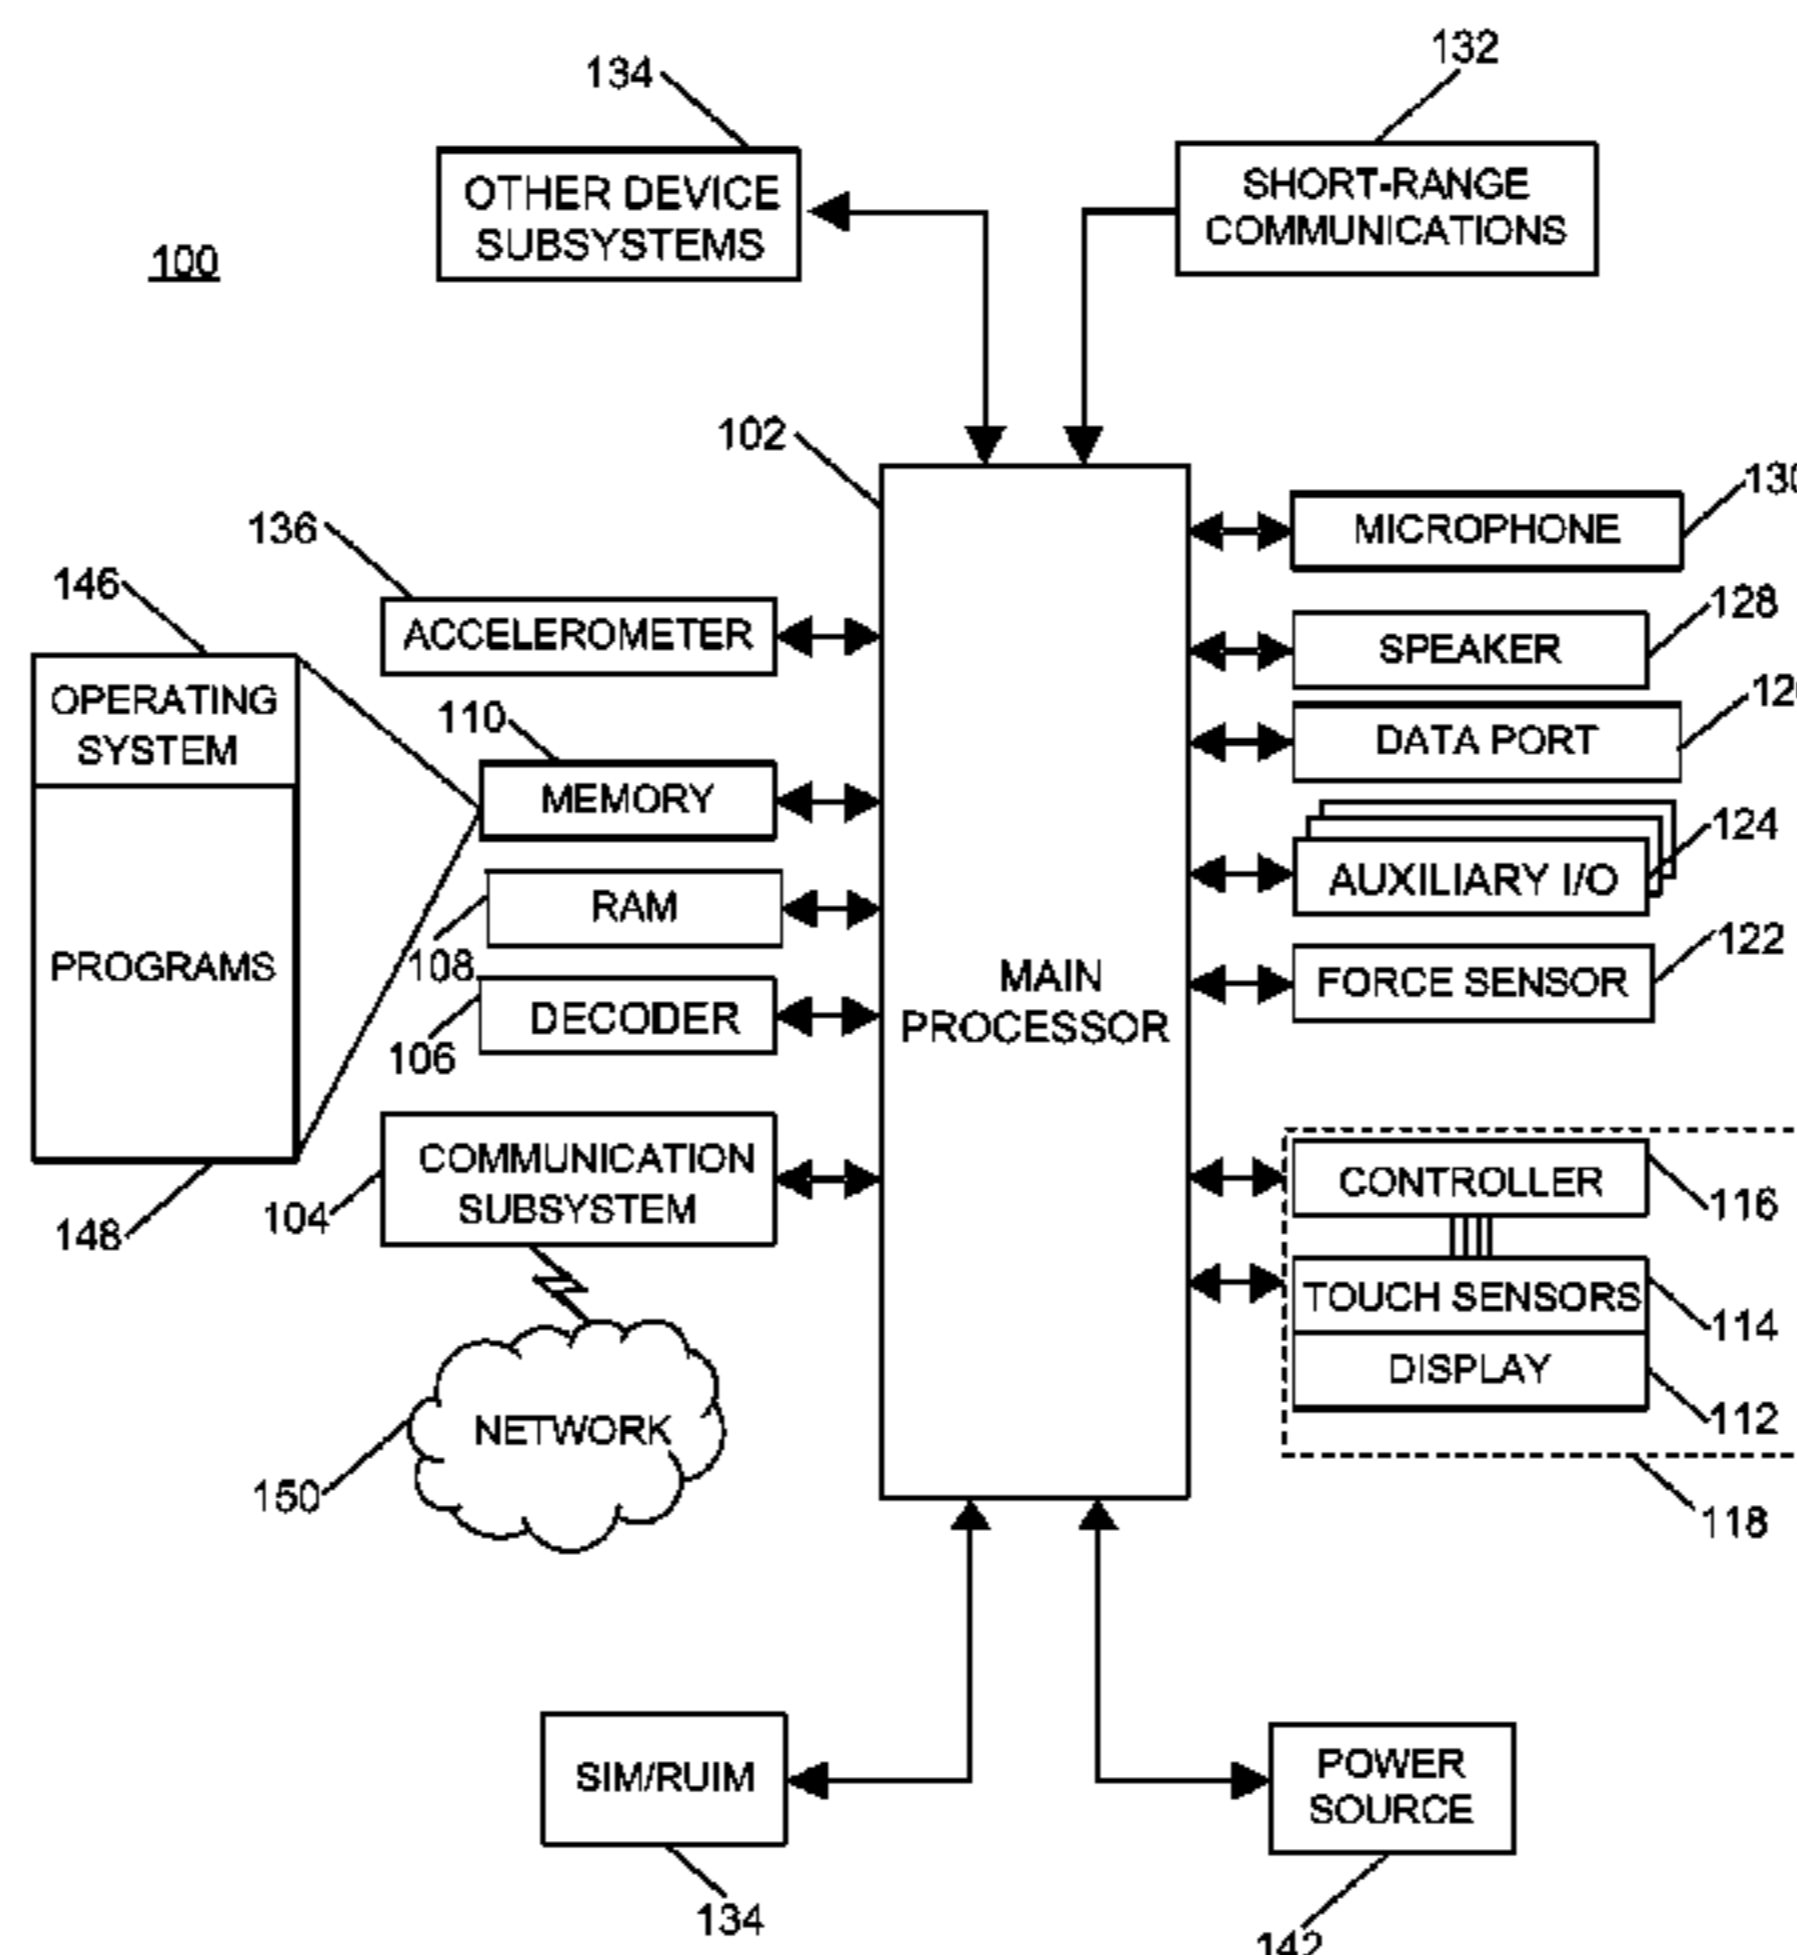 134
132
OTHER DEVICE
SUBSYSTEMS
SHORT-RANGE
COMMUNICATIONS
100
102
130
MICROPHONE
136
146
ACCELEROMETER
128
SPEAKER
OPERATING
SYSTEM
110
DATA PORT
MEMORY
124
AUXILIARY I/O
RAM
108
PROGRAMS
122
FORCE SENSOR
MAIN
PROCESSOR
DECODER
106
COMMUNICATION
SUBSYSTEM
104
148
CONTROLLER
116
TOUCH SENSORS
114
DISPLAY
112
NETWORK
150
118
SIM/RUIM
134
POWER
SOURCE
142